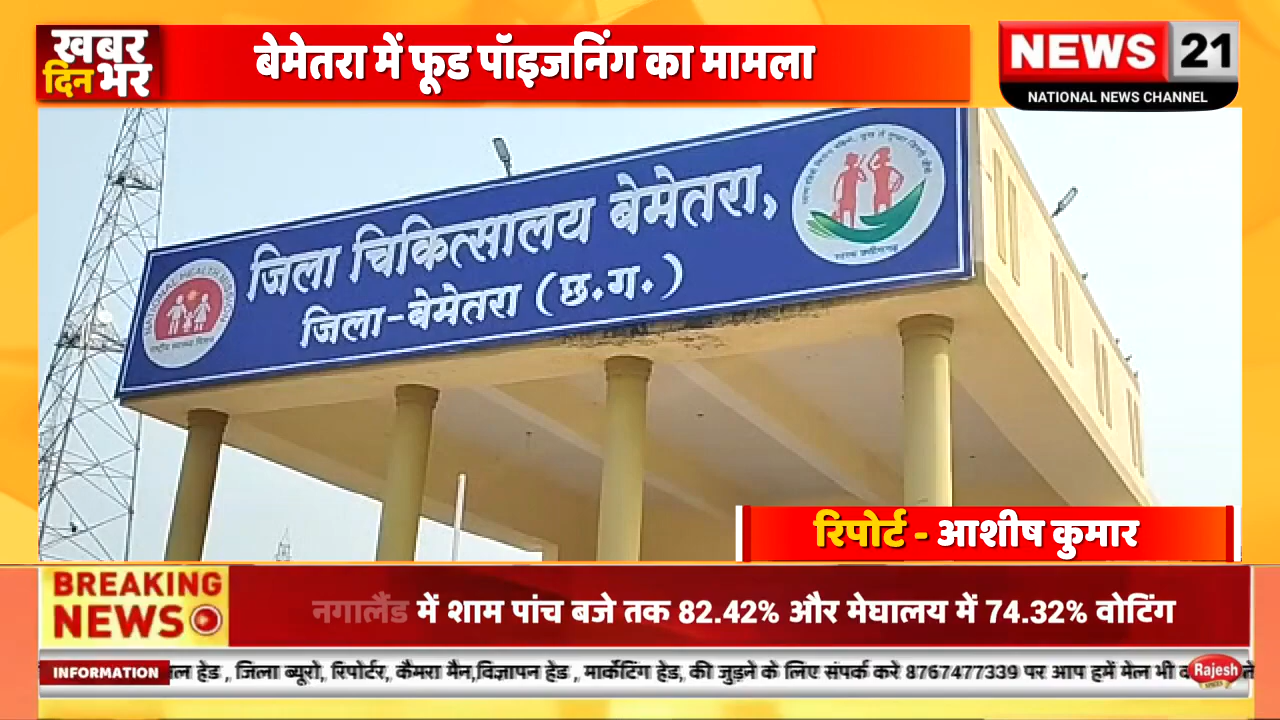 खबर
दिन भर
बेमेतरा में फूड पॉइजनिंग का मामला
NEWS 21
NATIONAL NEWS CHANNEL
जिला चिकित्सालय बेमेतरा,
जिला-बेमेतरा (छ.ग.)
रिपोर्ट - आशीष कुमार
BREAKING
NEWS
नगालैंड में शाम पांच बजे तक 82.42% और मेघालय में 74.32% वोटिंग
INFORMATION
हेड , जिला ब्यूरो, रिपोर्टर, कैमरा मैन,विज्ञापन हेड , मार्केटिंग हेड, की जुड़ने के लिए संपर्क करे 8767477339 पर आप हमें मेल भी
Rajesh